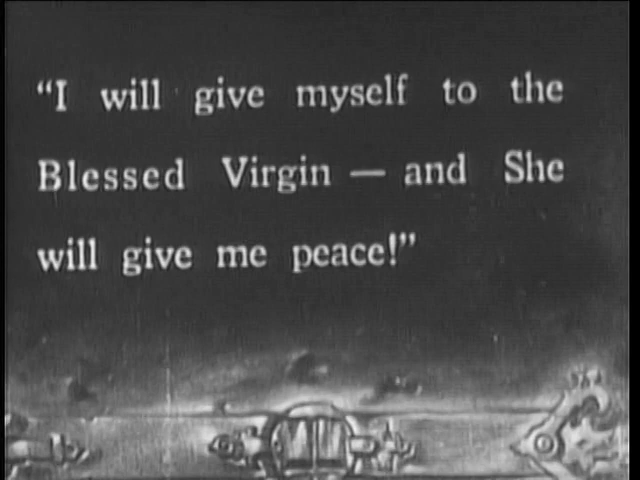 “I will give myself to the
Blessed Virgin — and She
will give me peace!”